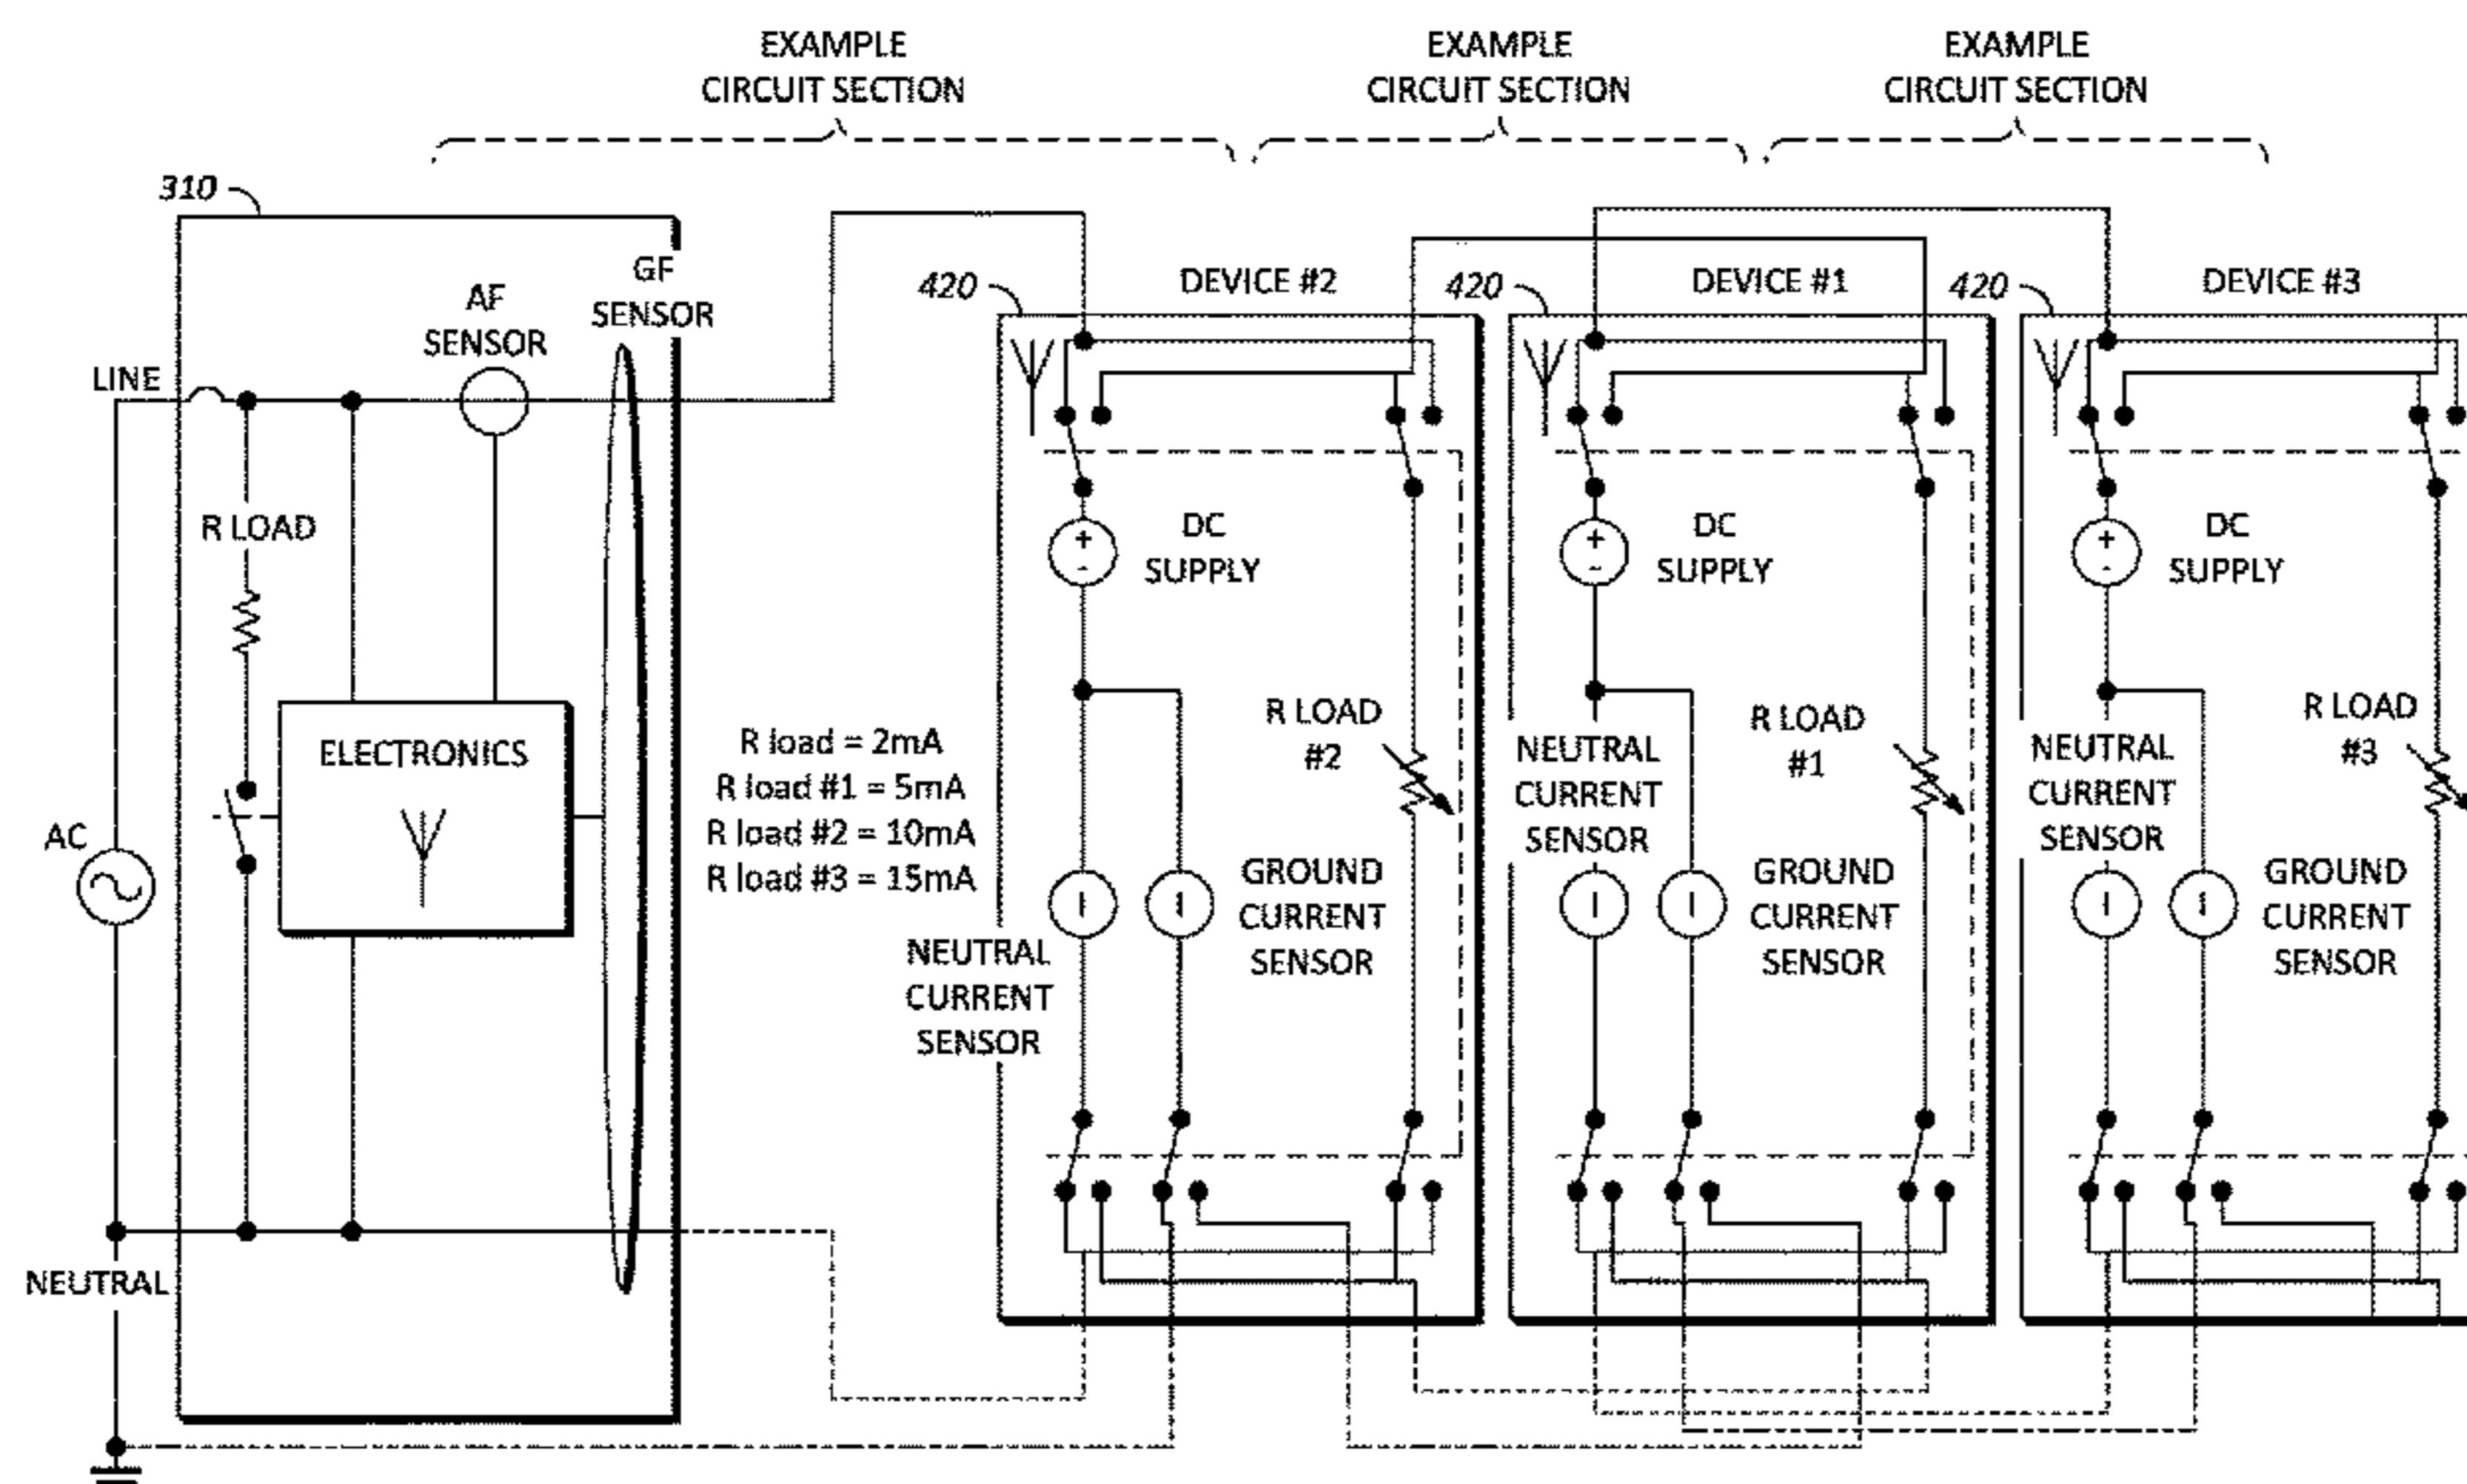 EXAMPLE
CIRCUIT SECTION
EXAMPLE
CIRCUIT SECTION
EXAMPLE
CIRCUIT SECTION
310
GF
SENSOR
AF
SENSOR
LINE
R LOAD
ELECTRONICS
AC
NEUTRAL
R load = 2mA
R load #1 = 5mA
R load #2 = 10mA
R load #3 = 15mA
420
DEVICE #2
+
-
DC
SUPPLY
R LOAD
#2
NEUTRAL
CURRENT
SENSOR
GROUND
CURRENT
SENSOR
420
DEVICE #1
+
-
DC
SUPPLY
R LOAD
#1
NEUTRAL
CURRENT
SENSOR
GROUND
CURRENT
SENSOR
420
DEVICE #3
+
-
DC
SUPPLY
R LOAD
#3
NEUTRAL
CURRENT
SENSOR
GROUND
CURRENT
SENSOR